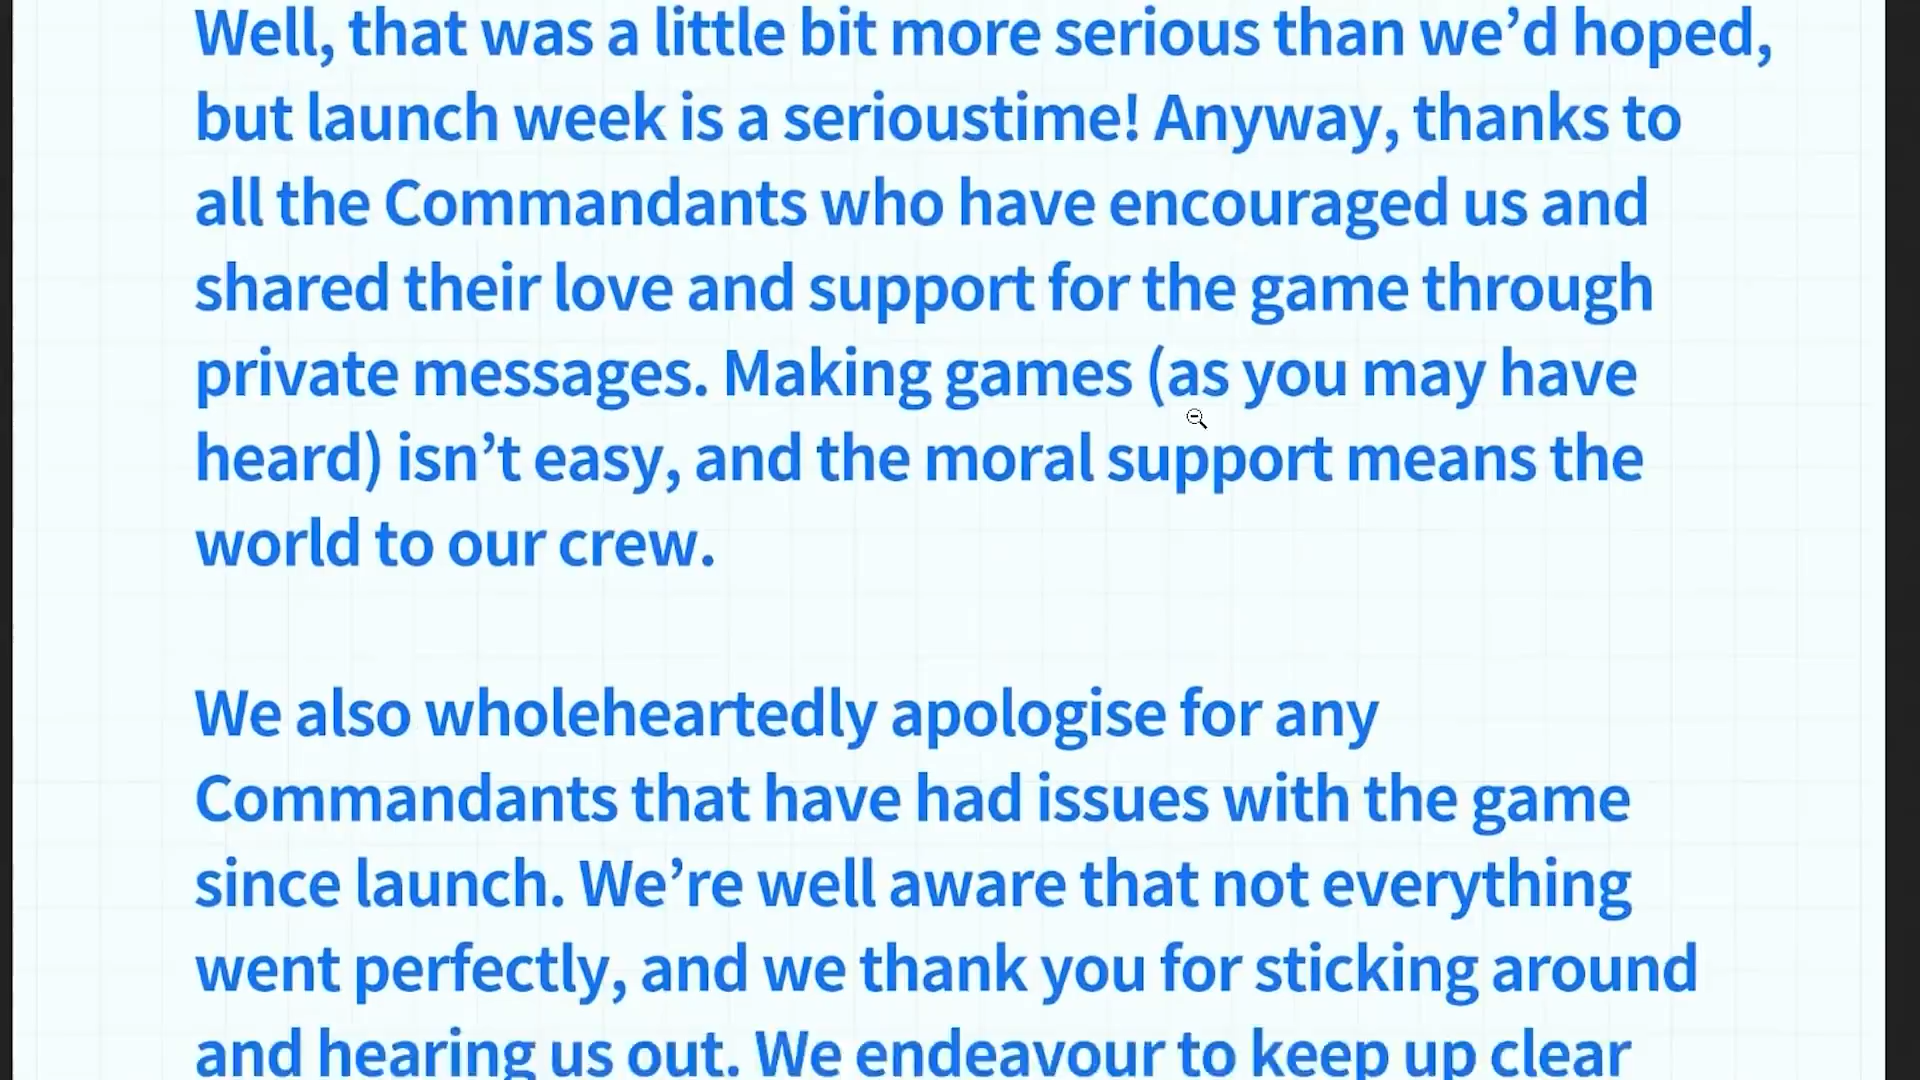 Well, that was a little bit more serious than we’d hoped,
but launch week is a serioustime! Anyway, thanks to
all the Commandants who have encouraged us and
shared their love and support for the game through
private messages. Making games (as you may have
heard) isn’t easy, and the moral support means the
world to our crew.
We also wholeheartedly apologise for any
Commandants that have had issues with the game
since launch. We’re well aware that not everything
went perfectly, and we thank you for sticking around
and hearing us out. We endeavour to keep up clear